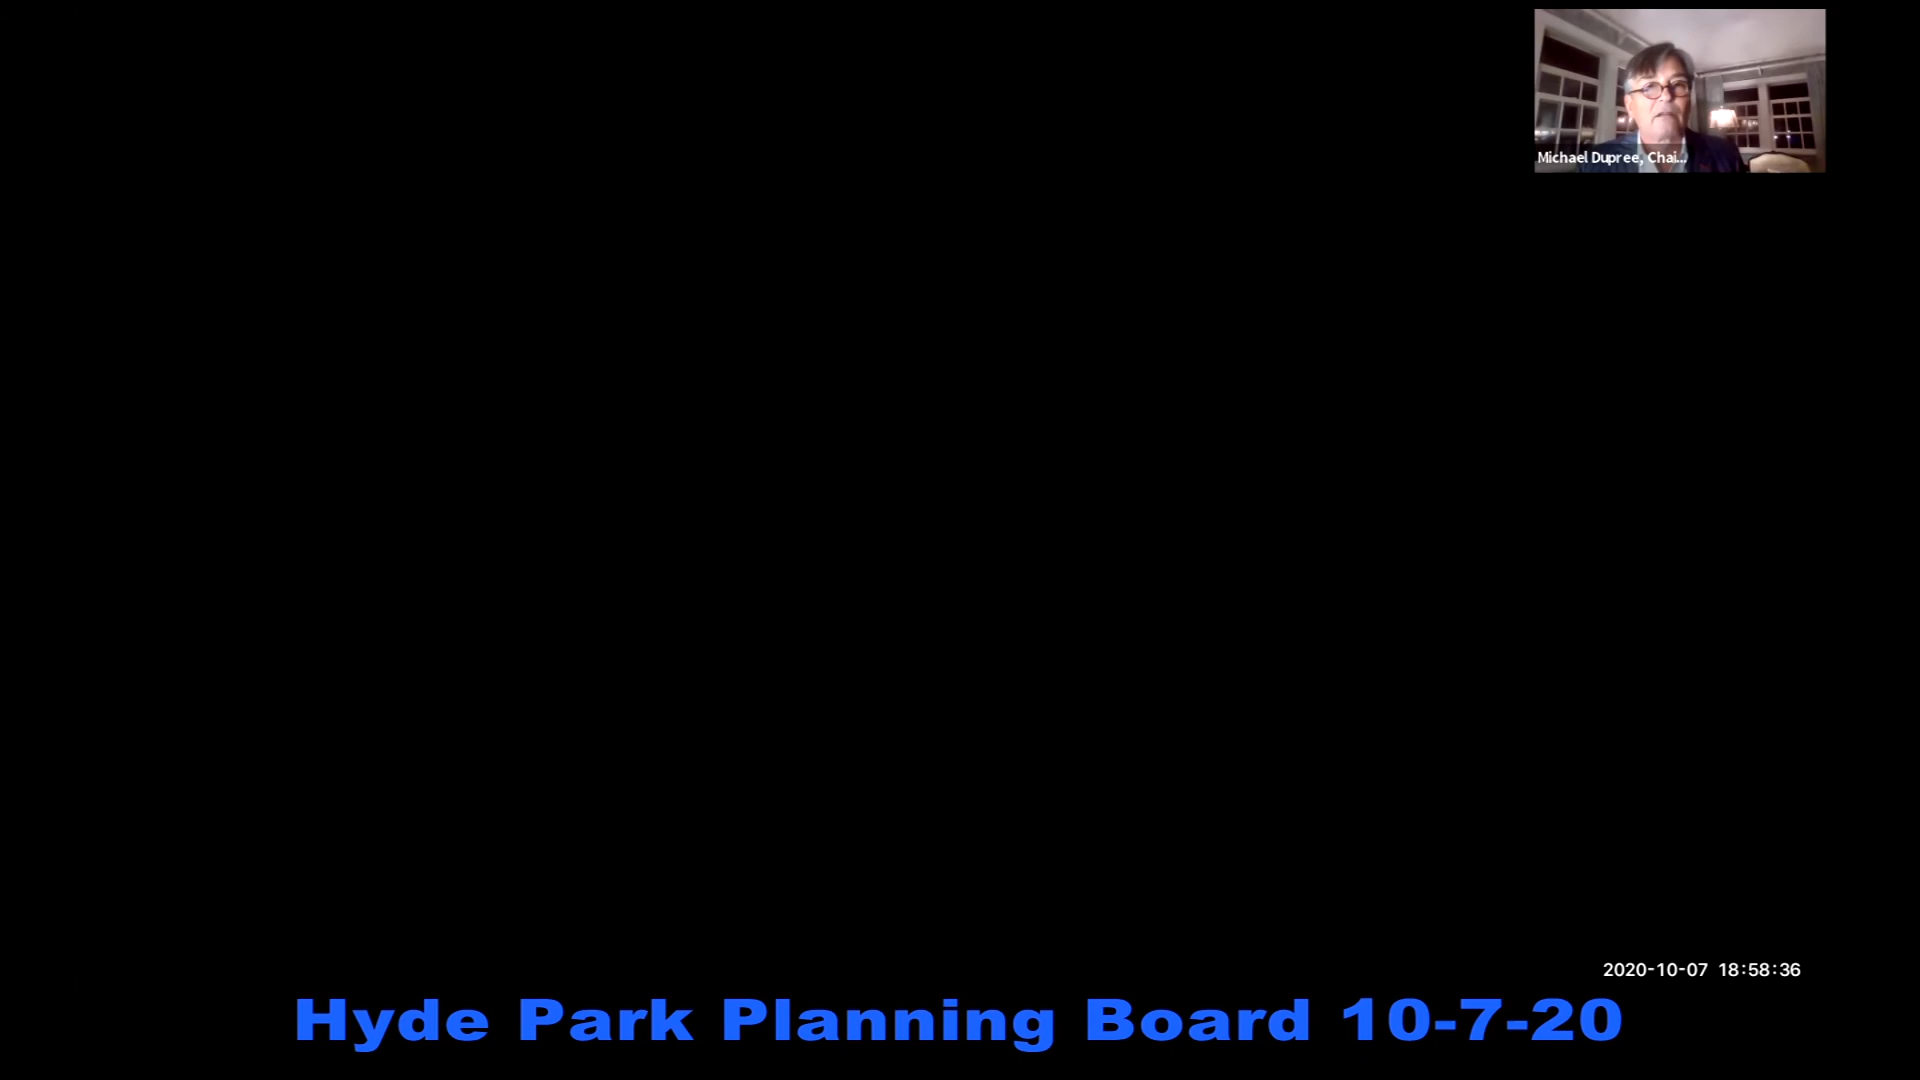 Michael Dupree, Chai...
2020-10-07 18:58:36
Hyde Park Planning Board 10-7-20